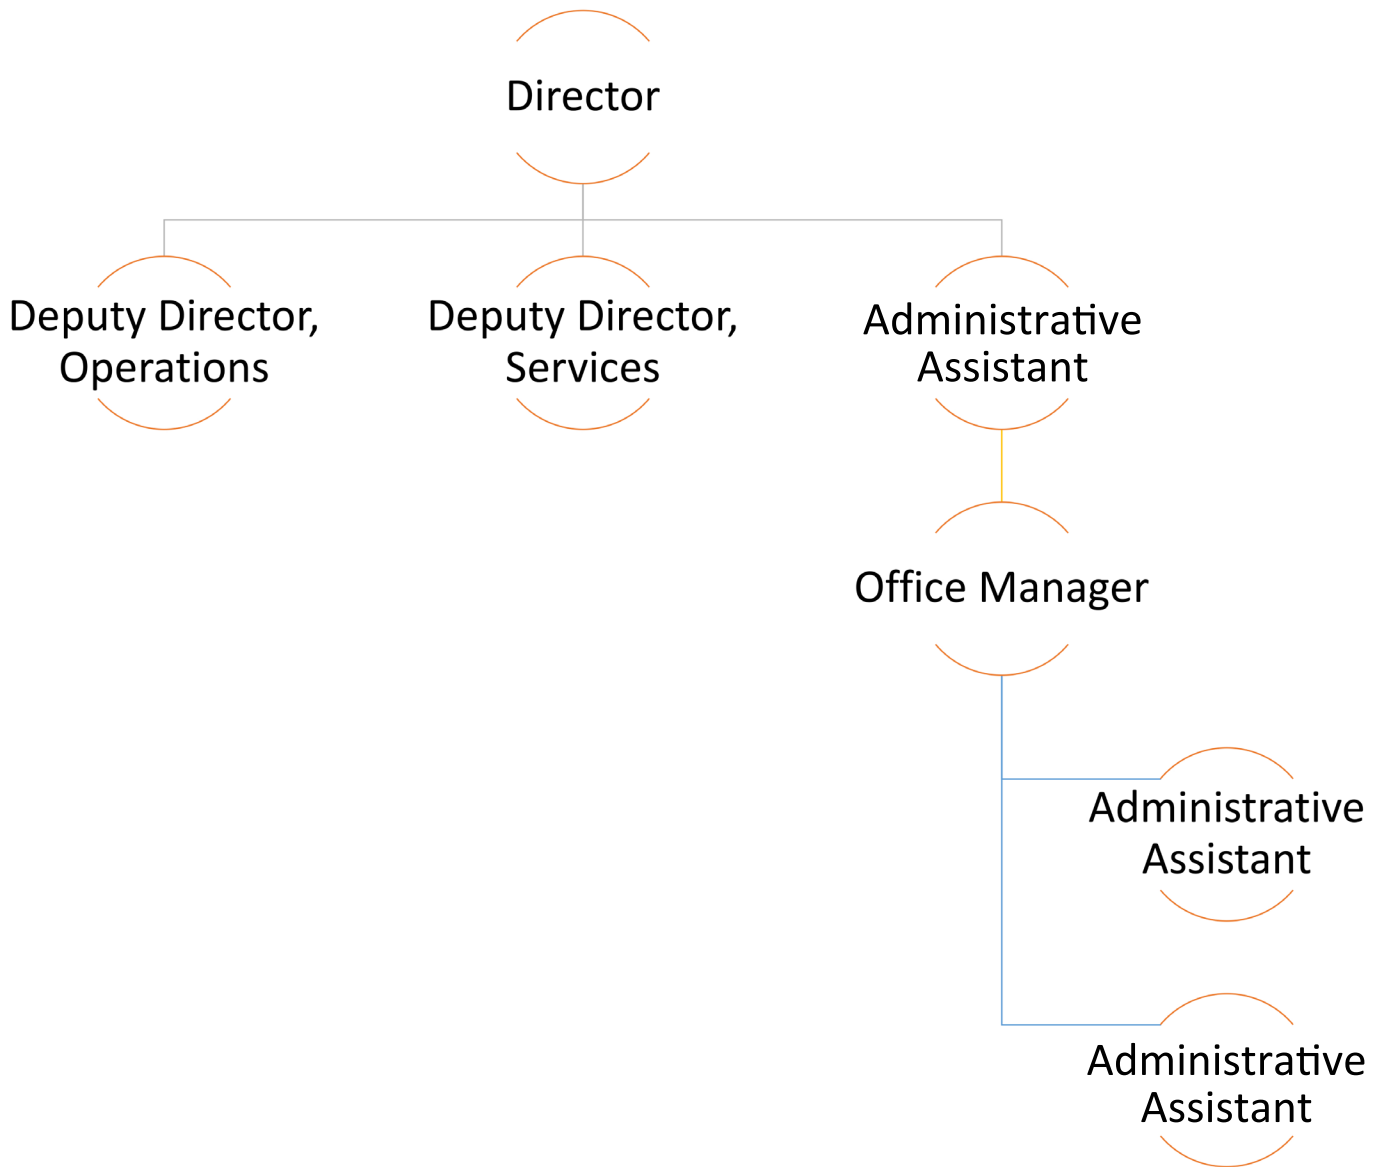 Director
Deputy Director,
Operations
Deputy Director,
Services
Administrative
Assistant
Office Manager
Administrative
Assistant
Administrative
Assistant